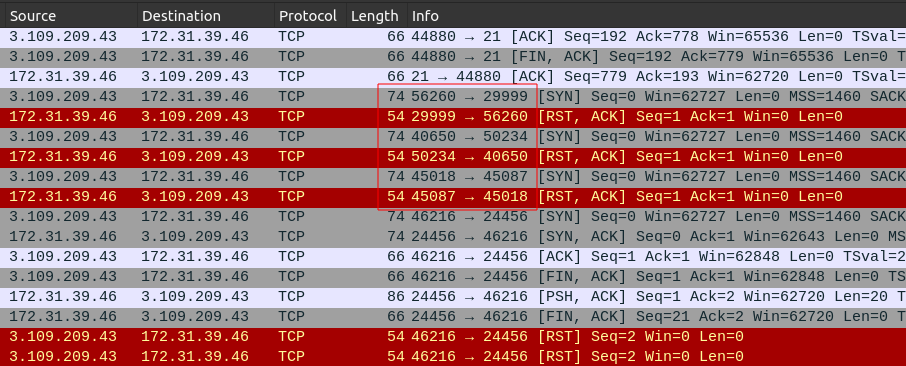 Source Destination Protocol Length Info
3.109.209.43 172.31.39.46 TCP 66 44880 → 21 [ACK] Seq=192 Ack=778 Win=65536 Len=0 TSval=
3.109.209.43 172.31.39.46 TCP 66 44880 → 21 [FIN, ACK] Seq=192 Ack=779 Win=65536 Len=0 T
172.31.39.46 3.109.209.43 TCP 66 21 → 44880 [ACK] Seq=779 Ack=193 Win=62720 Len=0 TSval=
3.109.209.43 172.31.39.46 TCP 74 56260 → 29999 [SYN] Seq=0 Win=62727 Len=0 MSS=1460 SACK
172.31.39.46 3.109.209.43 TCP 54 29999 → 56260 [RST, ACK] Seq=1 Ack=1 Win=0 Len=0
3.109.209.43 172.31.39.46 TCP 74 40650 → 50234 [SYN] Seq=0 Win=62727 Len=0 MSS=1460 SACK
172.31.39.46 3.109.209.43 TCP 54 50234 → 40650 [RST, ACK] Seq=1 Ack=1 Win=0 Len=0
3.109.209.43 172.31.39.46 TCP 74 45018 → 45087 [SYN] Seq=0 Win=62727 Len=0 MSS=1460 SACK
172.31.39.46 3.109.209.43 TCP 54 45087 → 45018 [RST, ACK] Seq=1 Ack=1 Win=0 Len=0
3.109.209.43 172.31.39.46 TCP 74 46216 → 24456 [SYN] Seq=0 Win=62727 Len=0 MSS=1460 SACK
172.31.39.46 3.109.209.43 TCP 74 24456 → 46216 [SYN, ACK] Seq=0 Ack=1 Win=62643 Len=0 MS
3.109.209.43 172.31.39.46 TCP 66 46216 → 24456 [ACK] Seq=1 Ack=1 Win=62848 Len=0 TSval=2
3.109.209.43 172.31.39.46 TCP 66 46216 → 24456 [FIN, ACK] Seq=1 Ack=1 Win=62848 Len=0 TS
172.31.39.46 3.109.209.43 TCP 86 24456 → 46216 [PSH, ACK] Seq=1 Ack=2 Win=62720 Len=20 T
172.31.39.46 3.109.209.43 TCP 66 24456 → 46216 [FIN, ACK] Seq=21 Ack=2 Win=62720 Len=0 T
3.109.209.43 172.31.39.46 TCP 54 46216 → 24456 [RST] Seq=2 Win=0 Len=0
3.109.209.43 172.31.39.46 TCP 54 46216 → 24456 [RST] Seq=2 Win=0 Len=0